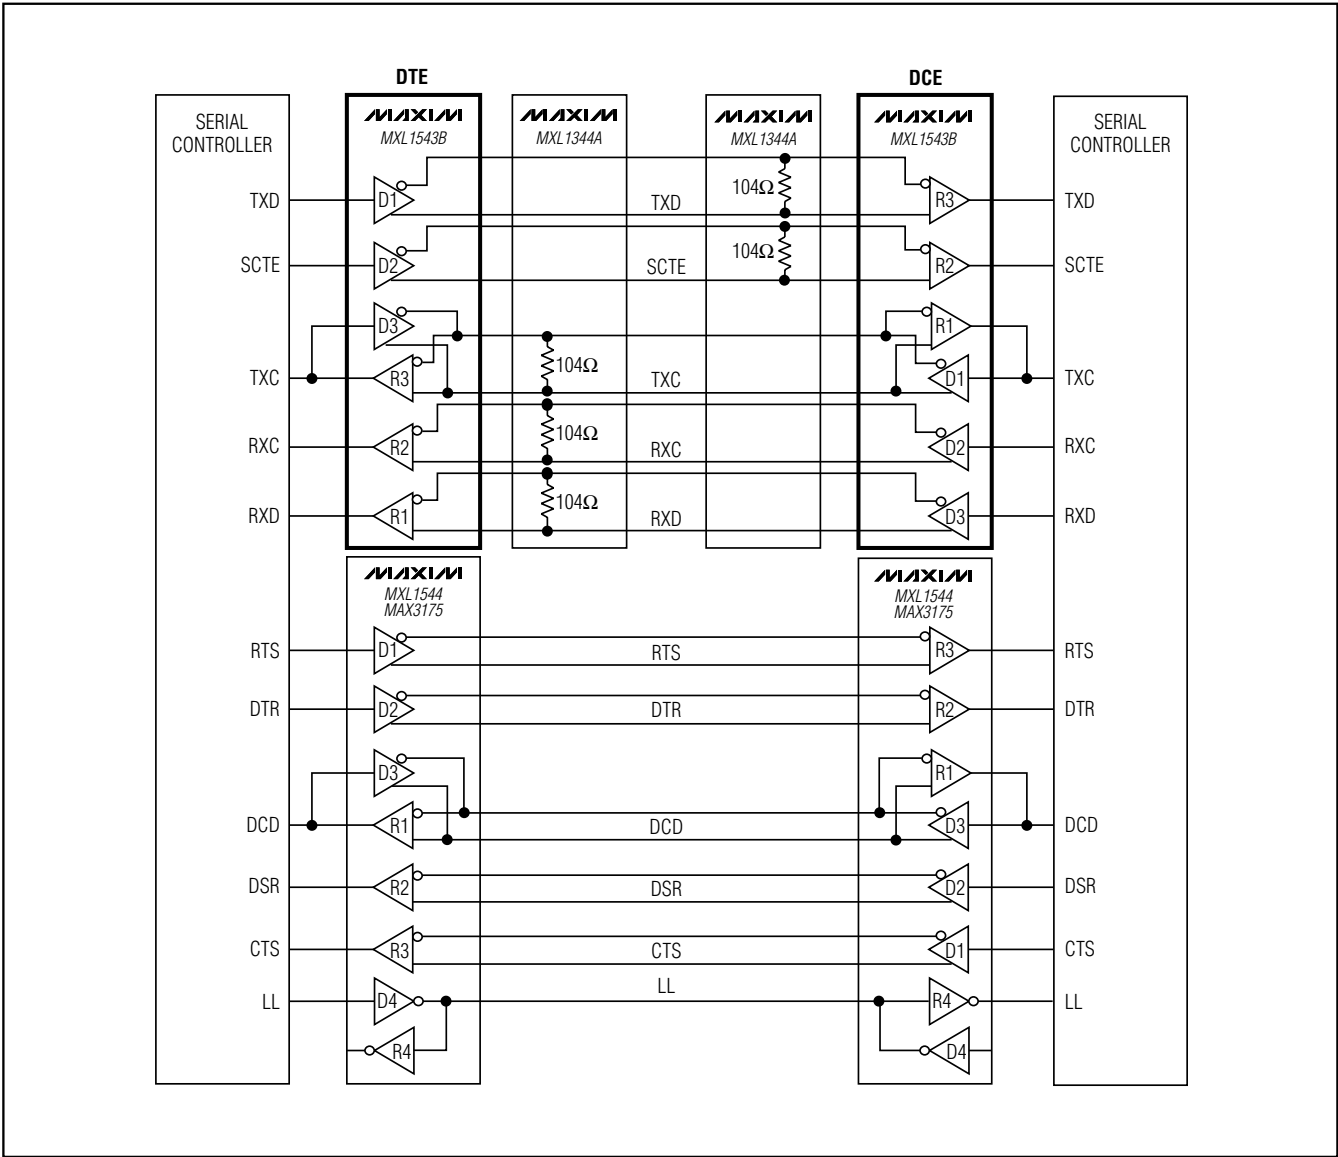 DTE
DCE
SERIAL
CONTROLLER
MAXIM
MXL1543B
MAXIM
MXL1344A
MAXIM
MXL1344A
MAXIM
MXL1543B
SERIAL
CONTROLLER
TXD
D1
TXD
104Ω
R3
TXD
SCTE
D2
SCTE
104Ω
R2
SCTE
D3
R1
TXC
R3
104Ω
TXC
D1
TXC
RXC
R2
104Ω
RXC
D2
RXC
RXD
R1
104Ω
RXD
D3
RXD
MAXIM
MXL1544
MAX3175
MAXIM
MXL1544
MAX3175
RTS
D1
RTS
R3
RTS
DTR
D2
DTR
R2
DTR
D3
R1
DCD
R1
DCD
D3
DCD
DSR
R2
DSR
D2
DSR
CTS
R3
CTS
D1
CTS
LL
D4
LL
R4
LL
R4
D4